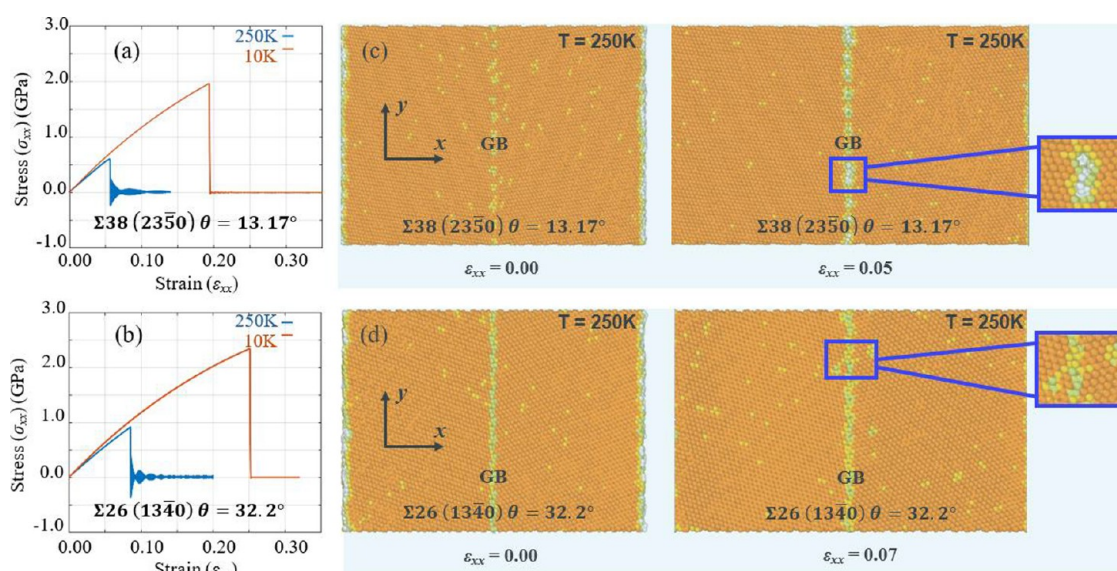 (a)
250K
10K
3.0
2.0
1.0
0.0
-1.0
Stress (σxx) (GPa)
Σ38 (235̄0) θ = 13.17°
0.00 0.10 0.20 0.30
Strain (εxx)
(c)
T = 250K
y
x
GB
Σ38 (235̄0) θ = 13.17°
εxx = 0.00
T = 250K
GB
Σ38 (235̄0) θ = 13.17°
εxx = 0.05
(b)
250K
10K
3.0
2.0
1.0
0.0
-1.0
Stress (σxx) (GPa)
Σ26 (134̄0) θ = 32.2°
0.00 0.10 0.20 0.30
Strain (ε
(d)
T = 250K
y
x
GB
Σ26 (134̄0) θ = 32.2°
εxx = 0.00
T = 250K
GB
Σ26 (134̄0) θ = 32.2°
εxx = 0.07